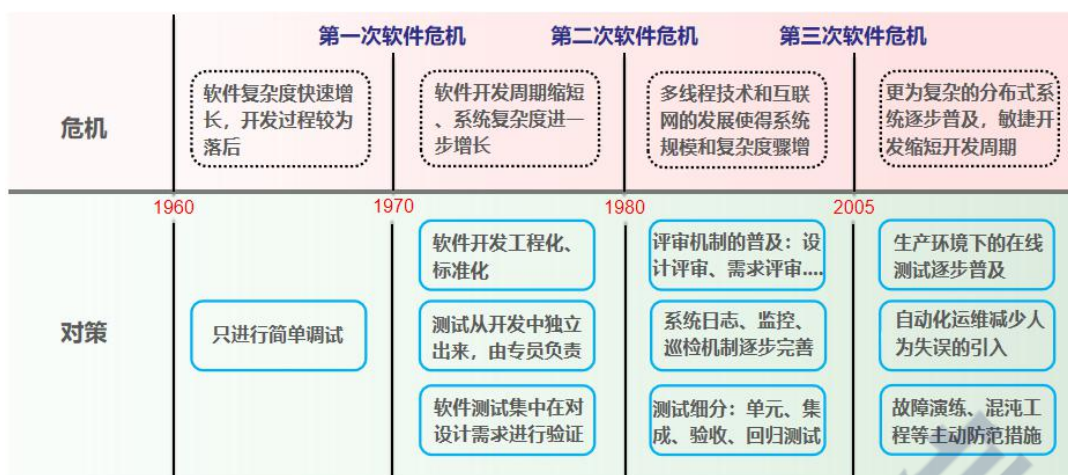 第一次软件危机
第二次软件危机
第三次软件危机
危机
软件复杂度快速增
长，开发过程较为
落后
软件开发周期缩短
、系统复杂度进一
步增长
多线程技术和互联
网的发展使得系统
规模和复杂度骤增
更为复杂的分布式系
统逐步普及，敏捷开
发缩短开发周期
1960
1970
1980
2005
对策
只进行简单调试
软件开发工程化、
标准化
测试从开发中独立
出来，由专员负责
软件测试集中在对
设计需求进行验证
评审机制的普及：设
计评审、需求评审....
系统日志、监控、
巡检机制逐步完善
测试细分：单元、集
成、验收、回归测试
生产环境下的在线
测试逐步普及
自动化运维减少人
为失误的引入
故障演练、混沌工
程等主动防范措施